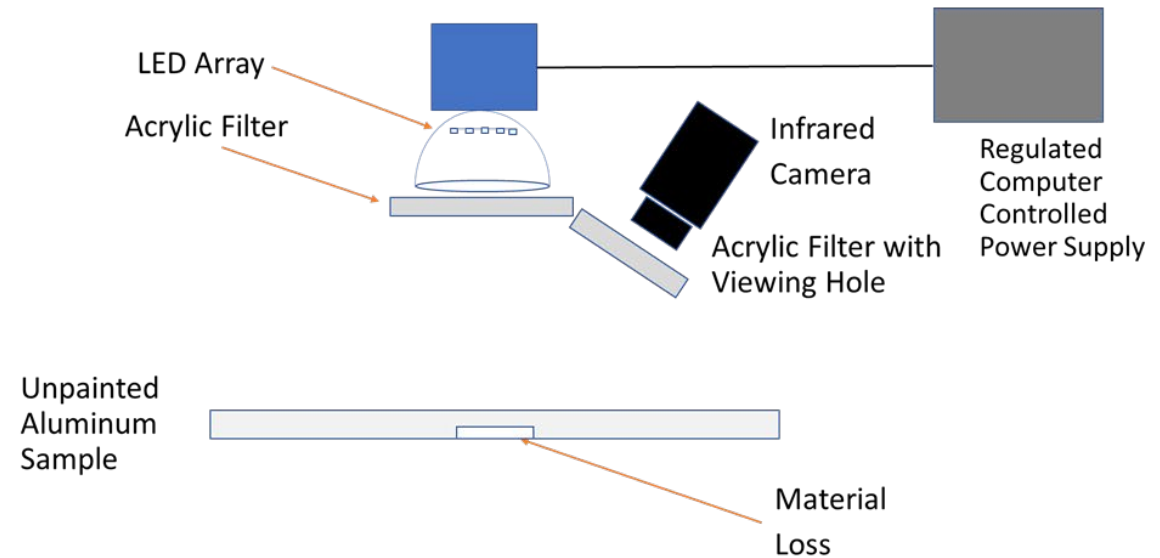 LED Array
Acrylic Filter
Infrared
Camera
Regulated
Computer
Controlled
Power Supply
Acrylic Filter with
Viewing Hole
Unpainted
Aluminum
Sample
Material
Loss